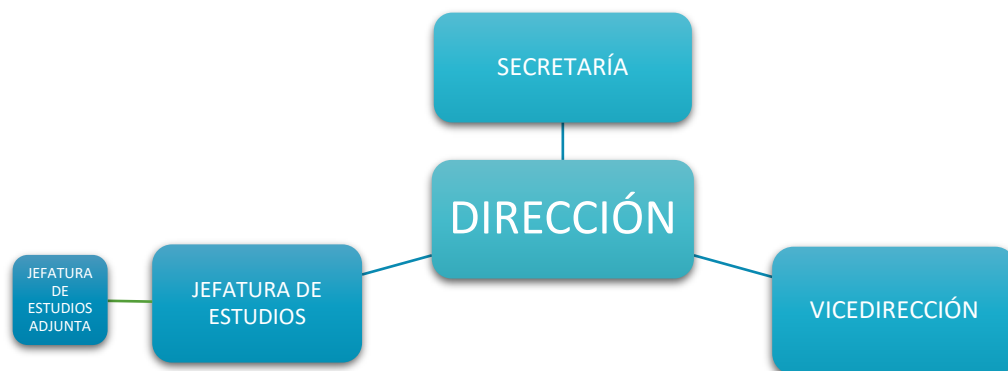 SECRETARÍA
DIRECCIÓN
JEFATURA
DE
ESTUDIOS
ADJUNTA
JEFATURA DE
ESTUDIOS
VICEDIRECCIÓN